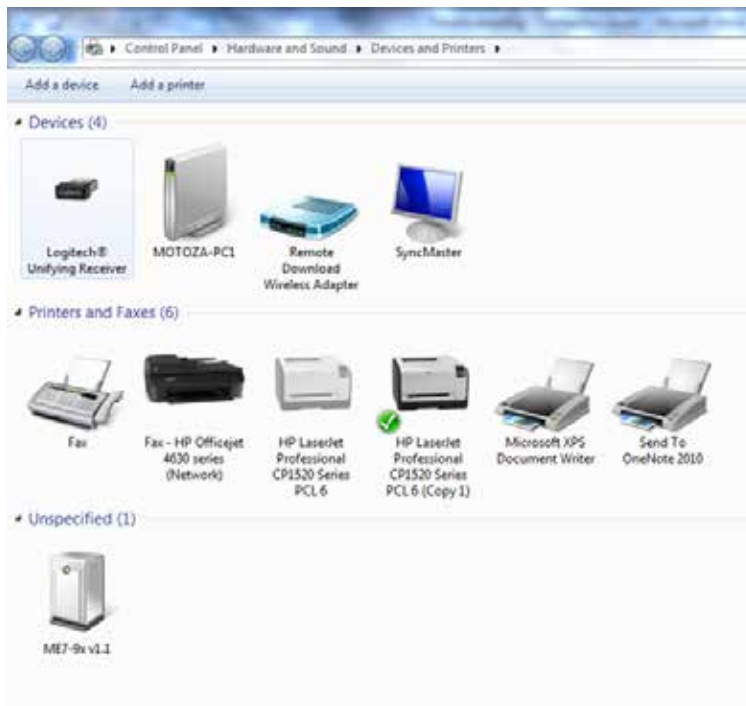 Control Panel ▸ Hardware and Sound ▸ Devices and Printers ▸
Add a device Add a printer
Devices (4)
Logitech®
Unifying Receiver
MOTOZA-PC1
Remote
Download
Wireless Adapter
SyncMaster
Printers and Faxes (6)
Fax
Fax - HP Officejet
4630 series
(Network)
HP LaserJet
Professional
CP1520 Series
PCL 6
HP LaserJet
Professional
CP1520 Series
PCL 6 (Copy 1)
Microsoft XPS
Document Writer
Send To
OneNote 2010
Unspecified (1)
ME7-9x v1.1